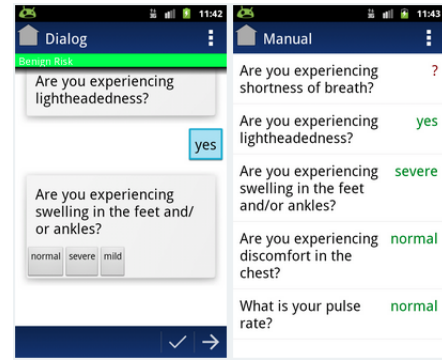 11:42
Dialog
Benign Risk
Are you experiencing
lightheadedness?
yes
Are you experiencing
swelling in the feet and/
or ankles?
normal severe mild
11:43
Manual
Are you experiencing ?
shortness of breath?
Are you experiencing yes
lightheadedness?
Are you experiencing severe
swelling in the feet
and/or ankles?
Are you experiencing normal
discomfort in the
chest?
What is your pulse normal
rate?